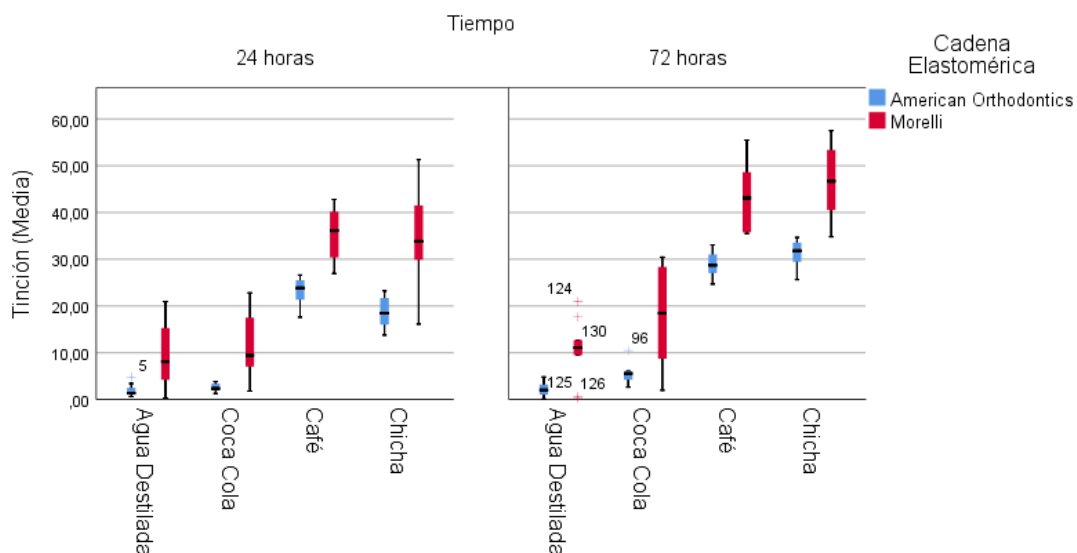 Tiempo
24 horas
72 horas
Cadena
Elastomérica
American Orthodontics
Morelli
Tinción (Media)
60,00
50,00
40,00
30,00
20,00
10,00
,00
5
124
130
125
126
96
Agua Destilada
Coca Cola
Café
Chicha
Agua Destilada
Coca Cola
Café
Chicha